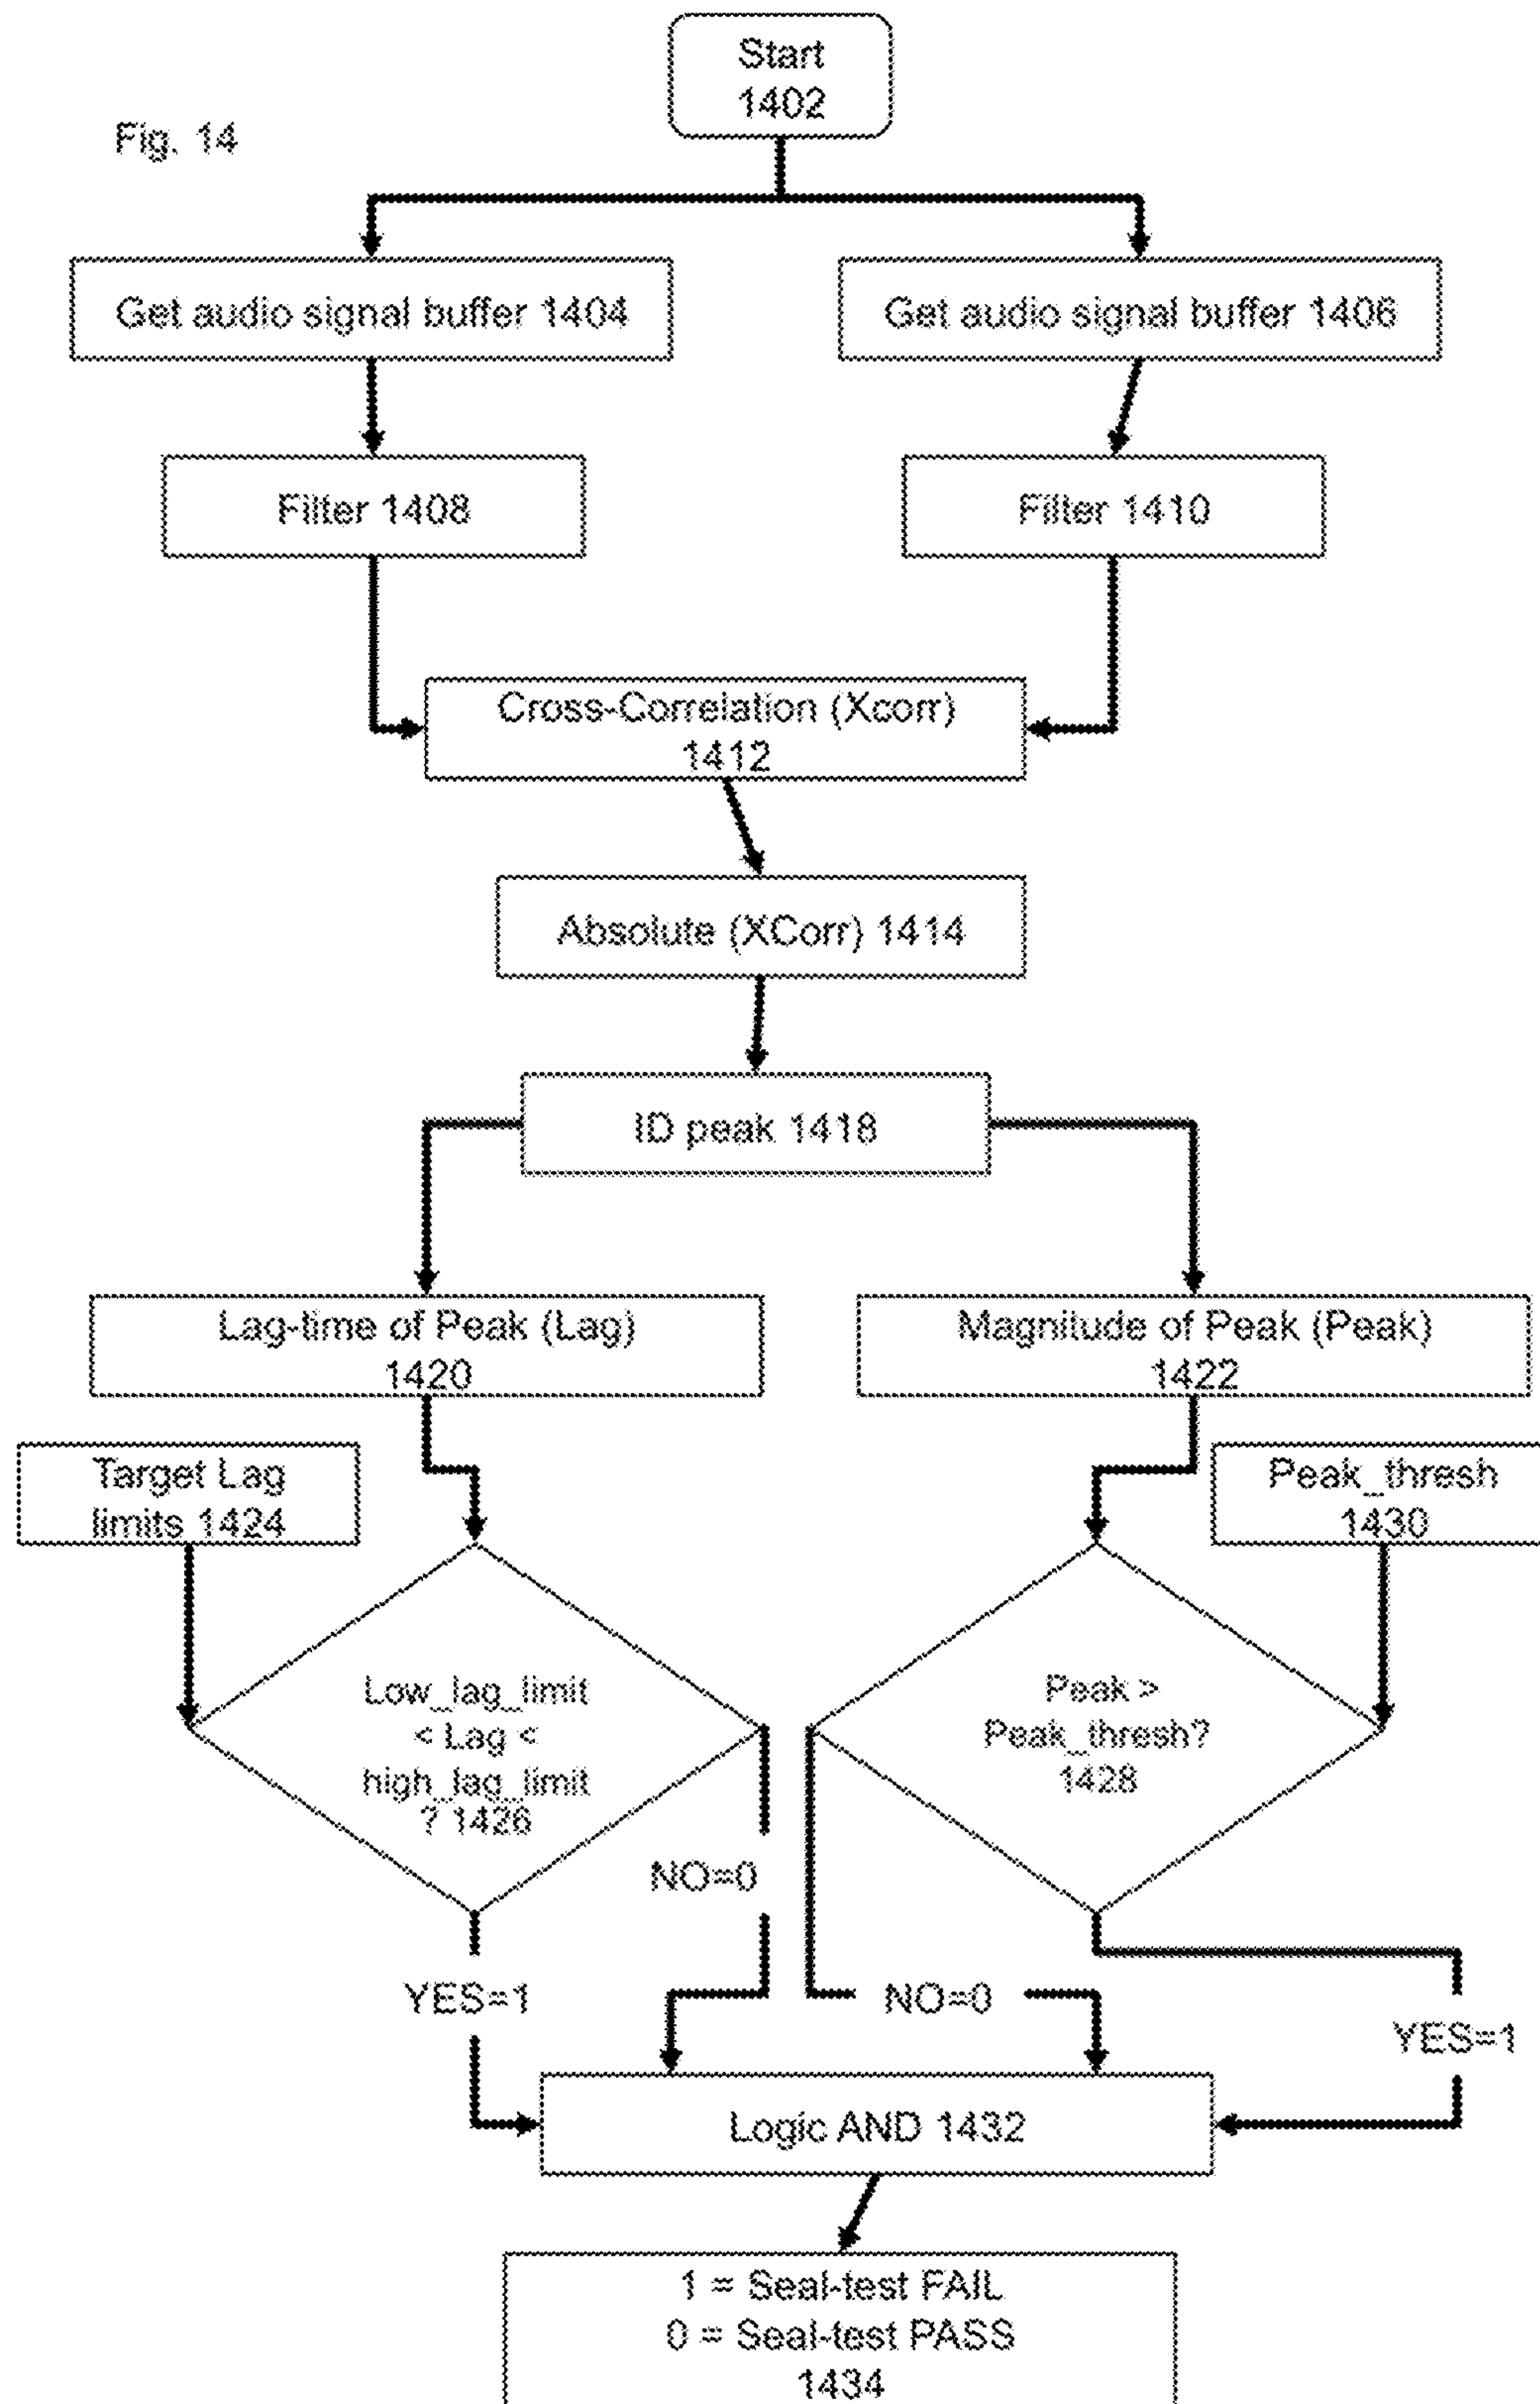 Start
1402
Fig. 14
Get audio signal buffer 1404
Get audio signal buffer 1406
Filter 1408
Filter 1410
Cross-Correlation (Xcorr)
1412
Absolute (XCorr) 1414
ID peak 1418
Lag-time of Peak (Lag)
1420
Magnitude of Peak (Peak)
1422
Target Lag
limits 1424
Peak_thresh
1430
Low_lag_limit
< Lag <
high_lag_limit
? 1426
Peak >
Peak_thresh?
1428
NO=0
YES=1
NO=0
YES=1
Logic AND 1432
1 = Seal-test FAIL
0 = Seal-test PASS
1434